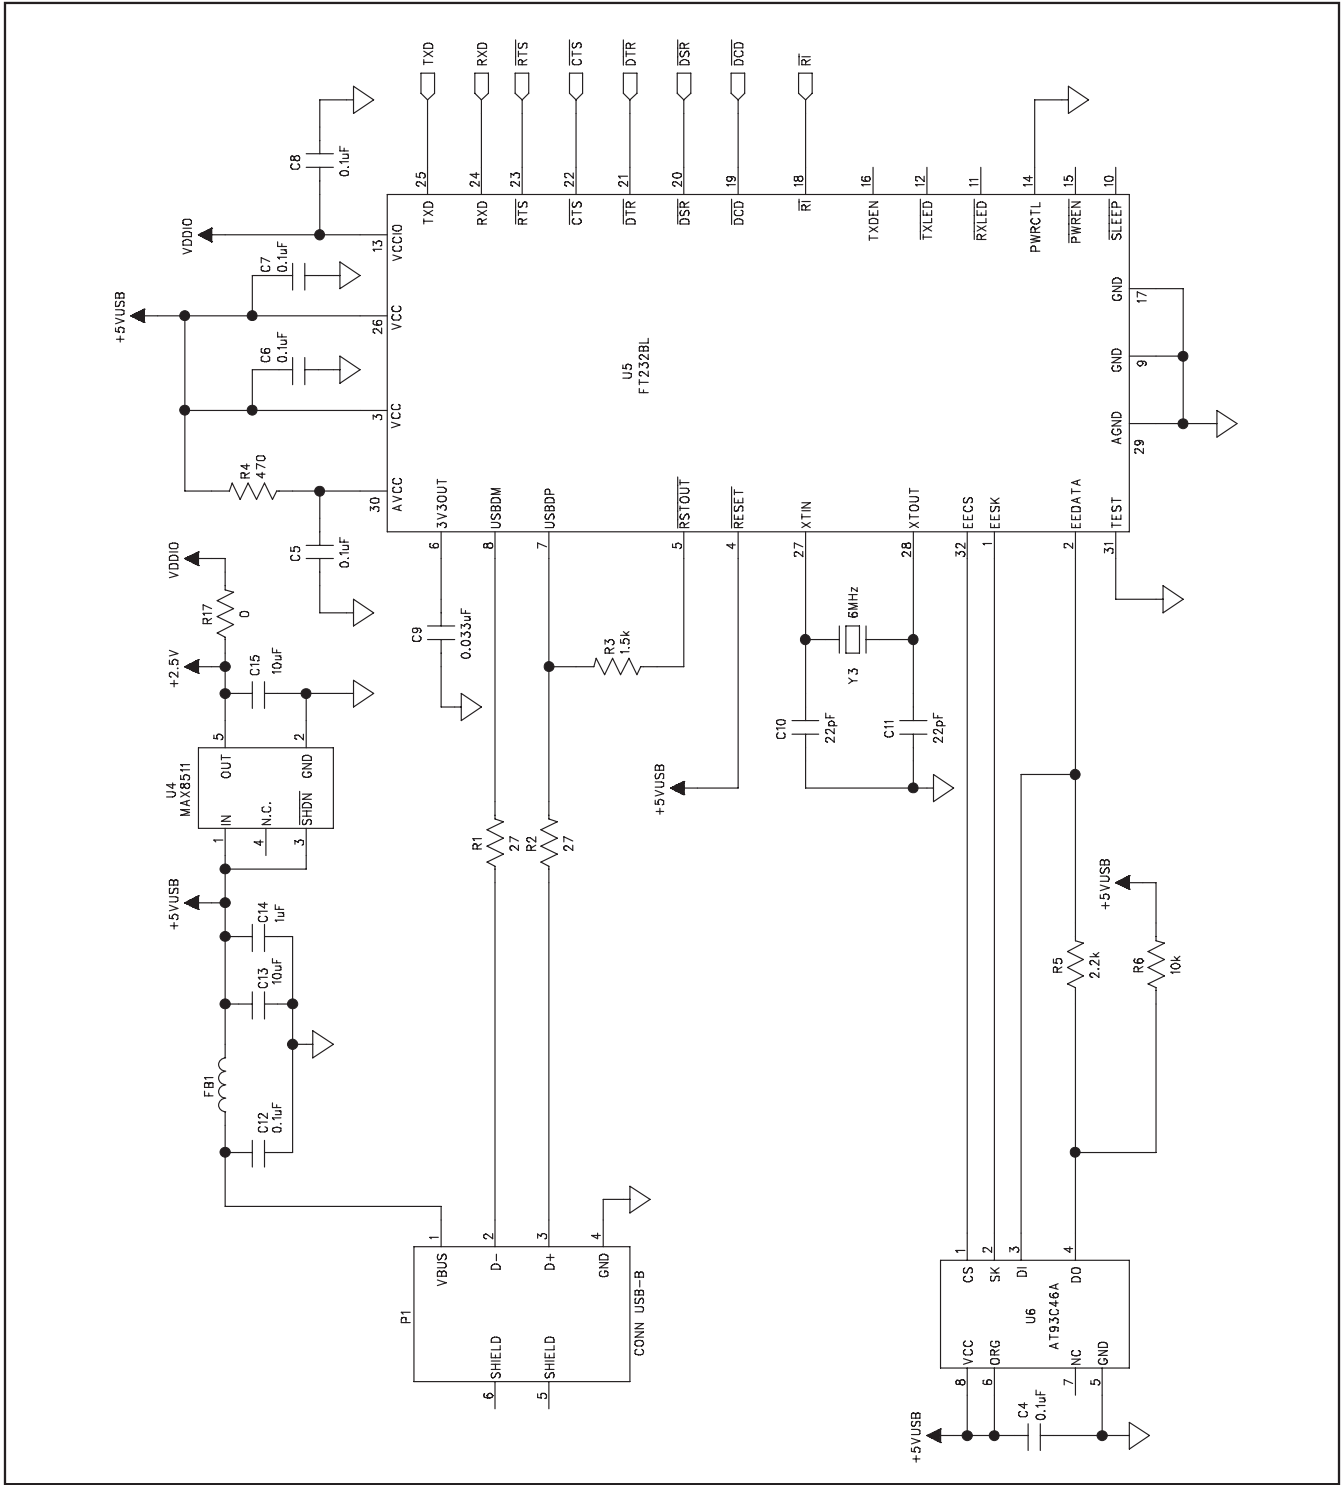 TXD
RXD
RTS
CTS
DTR
DSR
DCD
RI
25
24
23
22
21
20
19
18
16
12
11
14
15
10
TXD
RXD
RTS
CTS
DTR
DSR
DCD
RI
TXDEN
TXLED
RXLED
PWRCTL
PWREN
SLEEP
C8
0.1uF
VDDIO
13
VCCIO
C7
0.1uF
+5VUSB
26
VCC
C6
0.1uF
3
VCC
R4
470
30
AVCC
C5
0.1uF
U5
FT232BL
GND
17
GND
9
AGND
29
3V3OUT
6
USBDM
8
USBDP
7
RSTOUT
5
RESET
4
XTIN
27
XTOUT
28
EECS
32
EESK
1
EEDATA
2
TEST
31
VDDIO
R17
0
+2.5V
C15
10uF
5
2
U4
MAX8511
OUT
GND
IN
N.C.
SHDN
1
4
3
+5VUSB
C14
1uF
C13
10uF
FB1
C12
0.1uF
C9
0.033uF
R3
1.5k
R1
27
R2
27
+5VUSB
6MHz
Y3
C10
22pF
C11
22pF
+5VUSB
R5
2.2k
R6
10k
P1
CONN USB-B
1
VBUS
2
D-
3
D+
4
GND
SHIELD
6
SHIELD
5
U6
AT93C46A
1
CS
2
SK
3
DI
4
DO
VCC
8
ORG
6
NC
7
GND
5
C4
0.1uF
+5VUSB